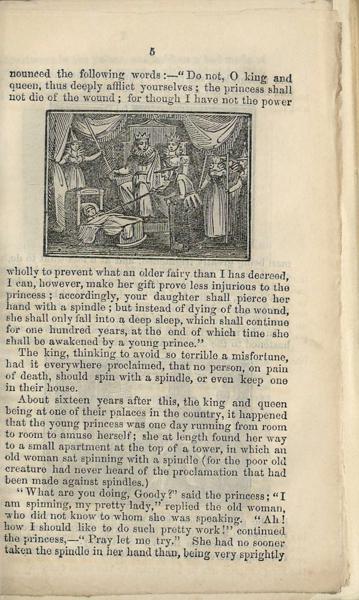 5
nounced the following words :—“ Do not, O king and
queen, thus deeply afflict yourselves ; the princess shall
not die of the wound ; for though I have not the power
wholly to prevent what an older fairy than I has decreed,
I can, however, make her gift prove less injurious to the
princess ; accordingly, your daughter shall pierce her
hand with a spindle ; but instead of dying of the wound,
she shall only fall into a deep sleep, which shall continue
for one hundred years, at the end of which time she
shall be awakened by a young prince.”
The king, thinking to avoid so terrible a misfortune,
had it everywhere proclaimed, that no person, on pain
of death, should spin with a spindle, or even keep one
in their house.
About sixteen years after this, the king and queen
being at one of their palaces in the country, it happened
that the young princess was one day running from room
to room to amuse herself ; she at length found her way
to a small apartment at the top of a tower, in which an
old woman sat spinning with a spindle (for the poor old
creature had never heard of the proclamation that had
been made against spindles.)
“ What are you doing, Goody ?” said the princess ; “ I
am spinning, my pretty lady,” replied the old woman,
who did not know to whom she was speaking. “ Ah !
how I should like to do such pretty work !” continued
the princess,—“ Pray let me try.” She had no sooner
taken the spindle in her hand than, being very sprightly